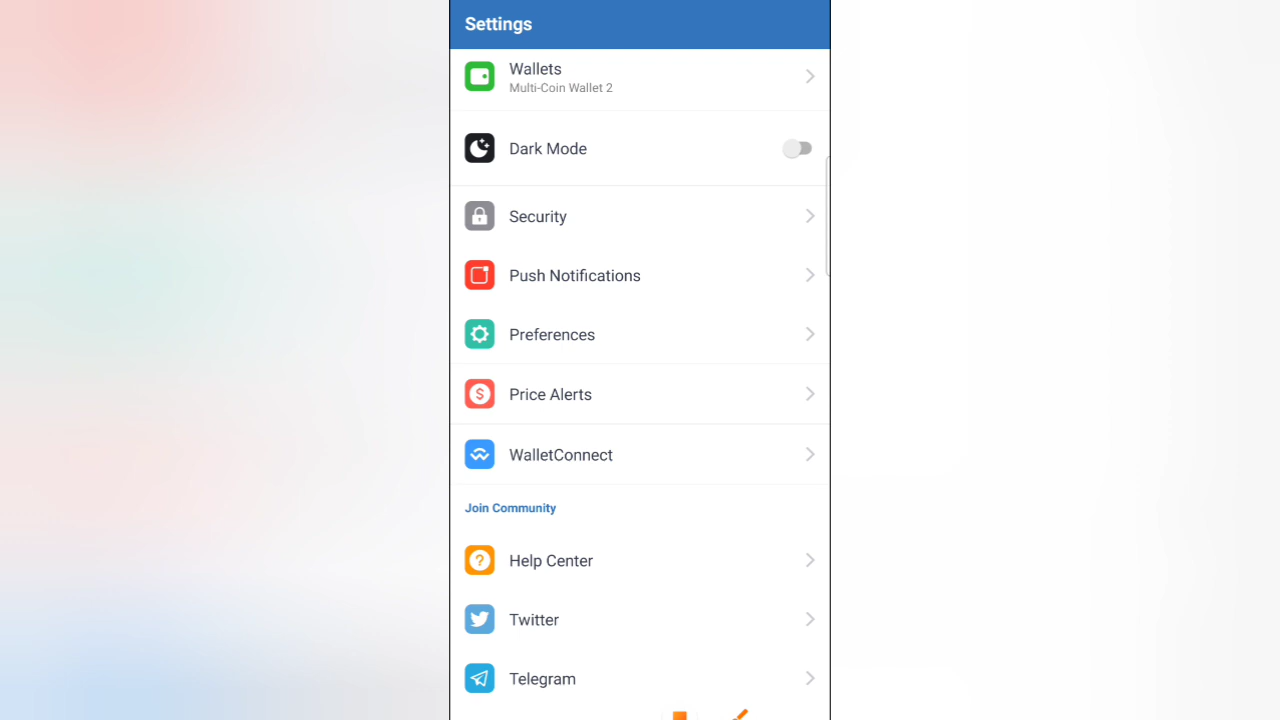 Settings
Wallets
Multi-Coin Wallet 2
Dark Mode
Security
Push Notifications
Preferences
Price Alerts
WalletConnect
Join Community
Help Center
Twitter
Telegram